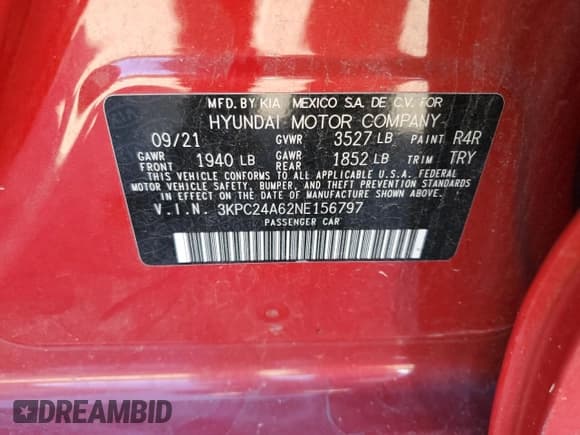 MFD. BY KIA MEXICO S.A. DE C.V. FOR
HYUNDAI MOTOR COMPANY
09/21 GVWR 3527 LB PAINT R4R
GAWR FRONT 1940 LB GAWR REAR 1852 LB TRIM TRY
THIS VEHICLE CONFORMS TO ALL APPLICABLE U.S.A. FEDERAL
MOTOR VEHICLE SAFETY, BUMPER, AND THEFT PREVENTION STANDARDS
IN EFFECT ON THE DATE OF MANUFACTURE SHOWN ABOVE.
V.I.N. 3KPC24A62NE156797
PASSENGER CAR
DREAMBID